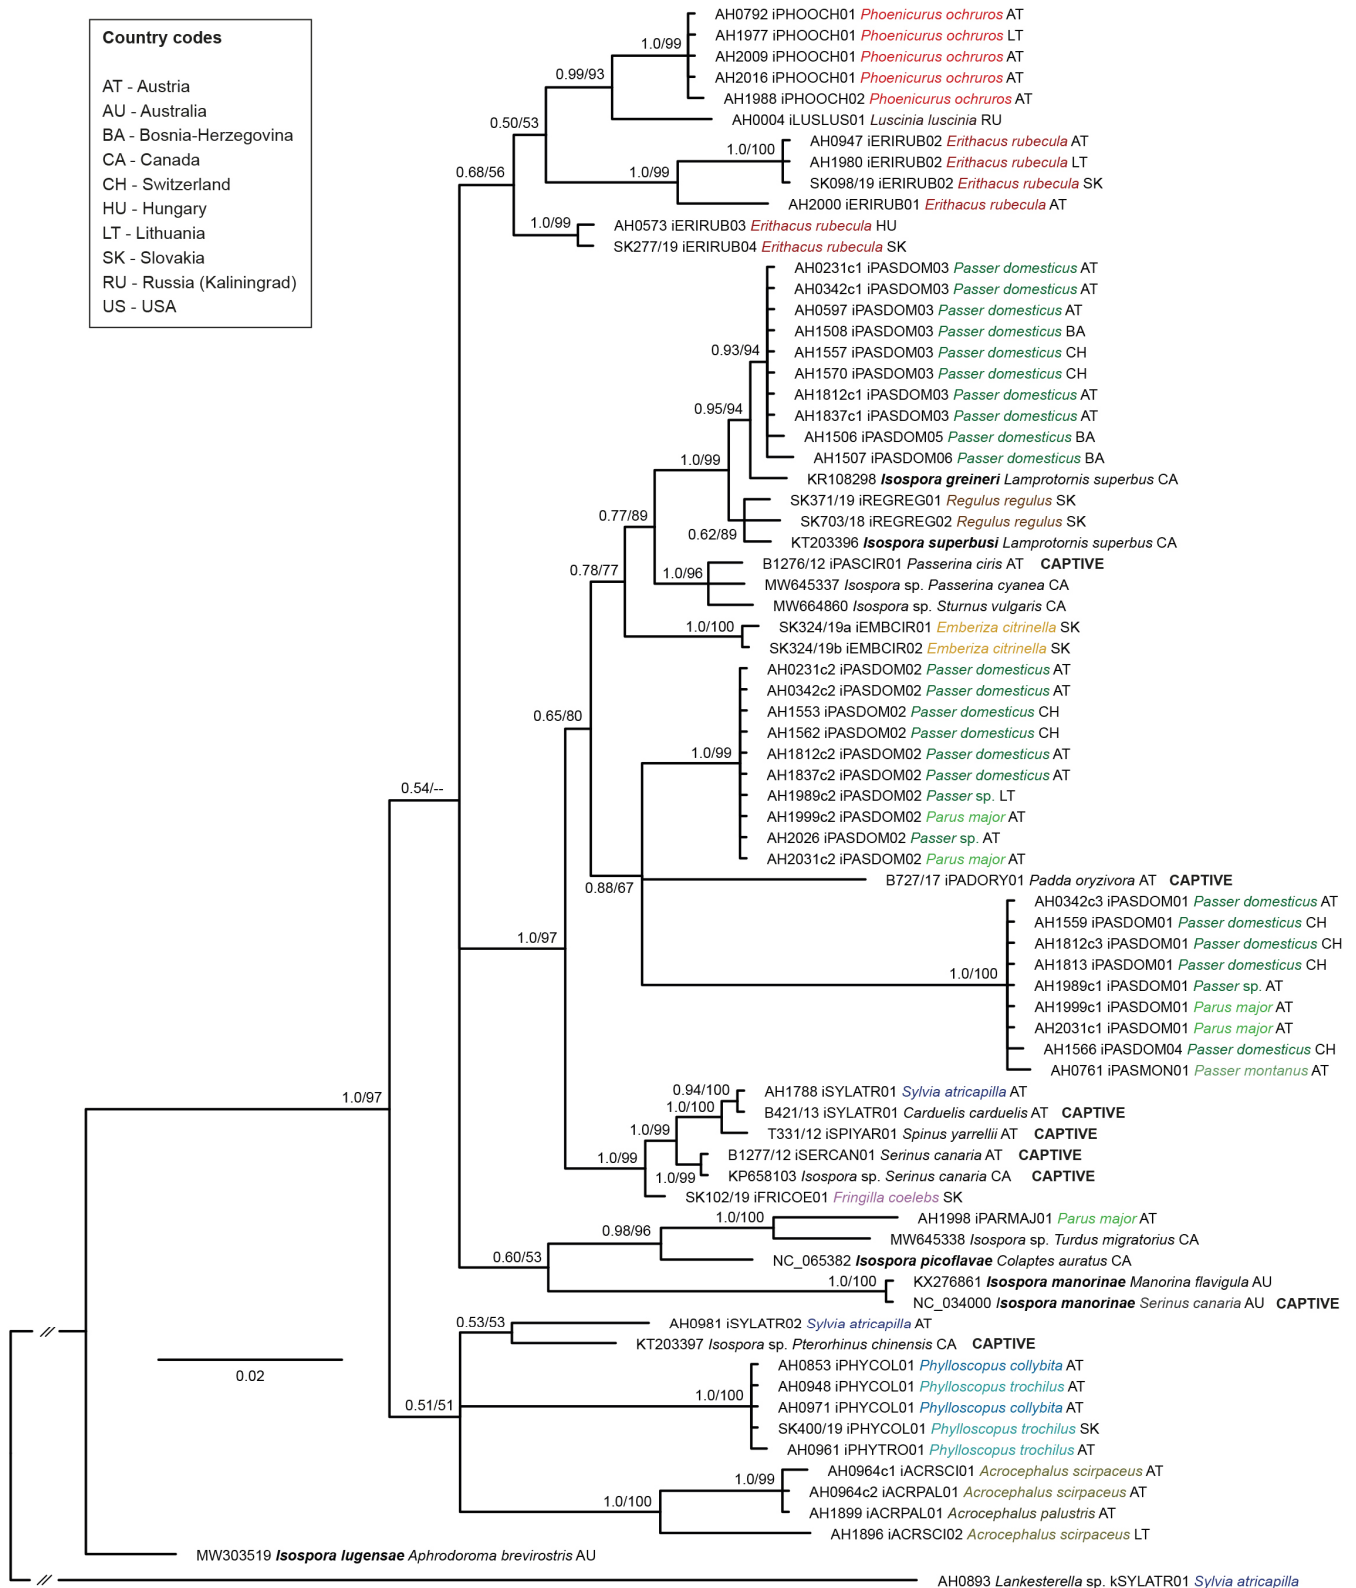 Country codes
AT - Austria
AU - Australia
BA - Bosnia-Herzegovina
CA - Canada
CH - Switzerland
HU - Hungary
LT - Lithuania
SK - Slovakia
RU - Russia (Kaliningrad)
US - USA
AH0792 iPHOOCH01 Phoenicurus ochruros AT
AH1977 iPHOOCH01 Phoenicurus ochruros LT
1.0/99
AH2009 iPHOOCH01 Phoenicurus ochruros AT
AH2016 iPHOOCH01 Phoenicurus ochruros AT
0.99/93
AH1988 iPHOOCH02 Phoenicurus ochruros AT
AH0004 iLUSLUS01 Luscinia luscinia RU
0.50/53
AH0947 iERIRUB02 Erithacus rubecula AT
1.0/100
AH1980 iERIRUB02 Erithacus rubecula LT
0.68/56
1.0/99
SK098/19 iERIRUB02 Erithacus rubecula SK
AH2000 iERIRUB01 Erithacus rubecula AT
1.0/99
AH0573 iERIRUB03 Erithacus rubecula HU
SK277/19 iERIRUB04 Erithacus rubecula SK
AH0231c1 iPASDOM03 Passer domesticus AT
AH0342c1 iPASDOM03 Passer domesticus AT
AH0597 iPASDOM03 Passer domesticus AT
AH1508 iPASDOM03 Passer domesticus BA
0.93/94
AH1557 iPASDOM03 Passer domesticus CH
AH1570 iPASDOM03 Passer domesticus CH
AH1812c1 iPASDOM03 Passer domesticus AT
0.95/94
AH1837c1 iPASDOM03 Passer domesticus AT
AH1506 iPASDOM05 Passer domesticus BA
1.0/99
AH1507 iPASDOM06 Passer domesticus BA
KR108298 Isospora greineri Lamprotornis superbus CA
SK371/19 iREGREG01 Regulus regulus SK
0.77/89
SK703/18 iREGREG02 Regulus regulus SK
0.62/89
KT203396 Isospora superbusi Lamprotornis superbus CA
0.78/77
1.0/96
B1276/12 iPASCIR01 Passerina ciris AT CAPTIVE
MW645337 Isospora sp. Passerina cyanea CA
MW664860 Isospora sp. Sturnus vulgaris CA
1.0/100
SK324/19a iEMBCIR01 Emberiza citrinella SK
SK324/19b iEMBCIR02 Emberiza citrinella SK
AH0231c2 iPASDOM02 Passer domesticus AT
AH0342c2 iPASDOM02 Passer domesticus AT
0.65/80
AH1553 iPASDOM02 Passer domesticus CH
AH1562 iPASDOM02 Passer domesticus CH
1.0/99
AH1812c2 iPASDOM02 Passer domesticus AT
AH1837c2 iPASDOM02 Passer domesticus AT
0.54/--
AH1989c2 iPASDOM02 Passer sp. LT
AH1999c2 iPASDOM02 Parus major AT
AH2026 iPASDOM02 Passer sp. AT
AH2031c2 iPASDOM02 Parus major AT
0.88/67
B727/17 iPADORY01 Padda oryzivora AT CAPTIVE
AH0342c3 iPASDOM01 Passer domesticus AT
AH1559 iPASDOM01 Passer domesticus CH
1.0/97
AH1812c3 iPASDOM01 Passer domesticus CH
AH1813 iPASDOM01 Passer domesticus CH
1.0/100
AH1989c1 iPASDOM01 Passer sp. AT
AH1999c1 iPASDOM01 Parus major AT
AH2031c1 iPASDOM01 Parus major AT
AH1566 iPASDOM04 Passer domesticus CH
AH0761 iPASMON01 Passer montanus AT
1.0/97
0.94/100
AH1788 iSYLATR01 Sylvia atricapilla AT
1.0/100
B421/13 iSYLATR01 Carduelis carduelis AT CAPTIVE
1.0/99
T331/12 iSPIYAR01 Spinus yarrellii AT CAPTIVE
1.0/99
B1277/12 iSERCAN01 Serinus canaria AT CAPTIVE
1.0/99
KP658103 Isospora sp. Serinus canaria CA CAPTIVE
SK102/19 iFRICOE01 Fringilla coelebs SK
1.0/100
AH1998 iPARMAJ01 Parus major AT
0.98/96
MW645338 Isospora sp. Turdus migratorius CA
0.60/53
NC_065382 Isospora picoflavae Colaptes auratus CA
1.0/100
KX276861 Isospora manorinae Manorina flavigula AU
NC_034000 Isospora manorinae Serinus canaria AU CAPTIVE
0.53/53
AH0981 iSYLATR02 Sylvia atricapilla AT
KT203397 Isospora sp. Pterorhinus chinensis CA CAPTIVE
0.02
AH0853 iPHYCOL01 Phylloscopus collybita AT
AH0948 iPHYCOL01 Phylloscopus trochilus AT
0.51/51
1.0/100
AH0971 iPHYCOL01 Phylloscopus collybita AT
SK400/19 iPHYCOL01 Phylloscopus trochilus SK
AH0961 iPHYTRO01 Phylloscopus trochilus AT
1.0/99
AH0964c1 iACRSCI01 Acrocephalus scirpaceus AT
1.0/100
AH0964c2 iACRPAL01 Acrocephalus scirpaceus AT
AH1899 iACRPAL01 Acrocephalus palustris AT
AH1896 iACRSCI02 Acrocephalus scirpaceus LT
MW303519 Isospora lugensae Aphrodoroma brevirostris AU
AH0893 Lankesterella sp. kSYLATR01 Sylvia atricapilla